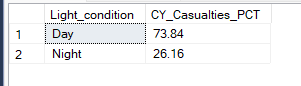 Light_condition CY_Casualties_PCT
1 Day 73.84
2 Night 26.16